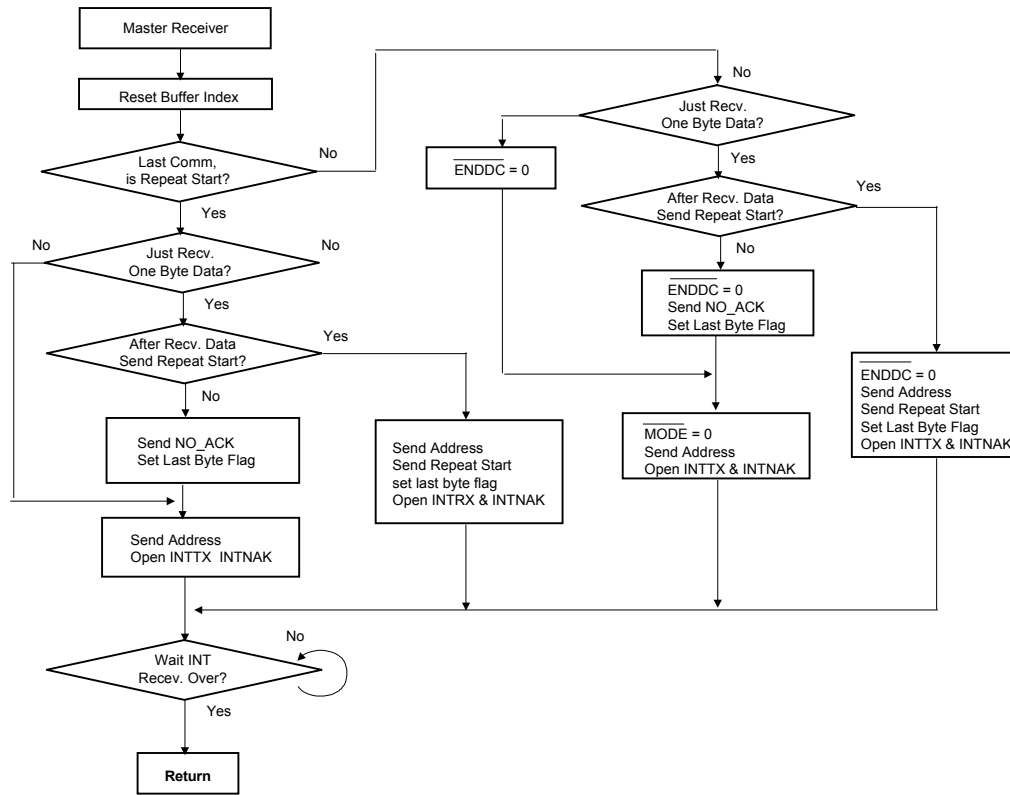 Master Receiver
Reset Buffer Index
Last Comm,
is Repeat Start?
No
Yes
No
No
Just Recv.
One Byte Data?
Yes
After Recv. Data
Send Repeat Start?
Yes
No
Send NO_ACK
Set Last Byte Flag
Send Address
Send Repeat Start
set last byte flag
Open INTRX & INTNAK
Send Address
Open INTTX INTNAK
No
Wait INT
Recev. Over?
Yes
Return
No
Just Recv.
One Byte Data?
Yes
ENDDC = 0
After Recv. Data
Send Repeat Start?
Yes
No
ENDDC = 0
Send NO_ACK
Set Last Byte Flag
MODE = 0
Send Address
Open INTTX & INTNAK
ENDDC = 0
Send Address
Send Repeat Start
Set Last Byte Flag
Open INTTX & INTNAK